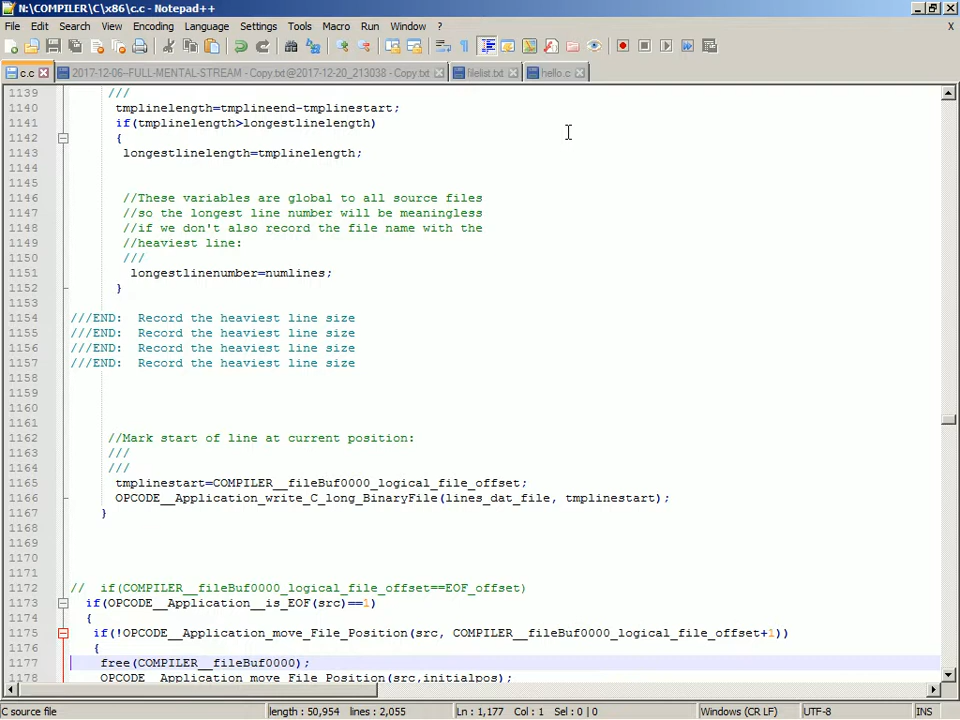 N:\COMPILER\C\x86\c.c - Notepad++
File Edit Search View Encoding Language Settings Tools Macro Run Window ? X
c.c 2017-12-06--FULL-MENTAL-STREAM - Copy.txt@2017-12-20_213038 - Copy.txt filelist.txt hello.c
1139 ///
1140 tmplinelength=tmplineend-tmplinestart;
1141 if(tmplinelength>longestlinelength)
1142 {
1143 longestlinelength=tmplinelength;
1144
1145
1146 //These variables are global to all source files
1147 //so the longest line number will be meaningless
1148 //if we don't also record the file name with the
1149 //heaviest line:
1150 ///
1151 longestlinenumber=numlines;
1152 }
1153
1154 ///END: Record the heaviest line size
1155 ///END: Record the heaviest line size
1156 ///END: Record the heaviest line size
1157 ///END: Record the heaviest line size
1158
1159
1160
1161
1162 //Mark start of line at current position:
1163 ///
1164 ///
1165 tmplinestart=COMPILER__fileBuf0000_logical_file_offset;
1166 OPCODE__Application_write_C_long_BinaryFile(lines_dat_file, tmplinestart);
1167 }
1168
1169
1170
1171
1172 // if(COMPILER__fileBuf0000_logical_file_offset==EOF_offset)
1173 if(OPCODE__Application__is_EOF(src)==1)
1174 {
1175 if(!OPCODE__Application_move_File_Position(src, COMPILER__fileBuf0000_logical_file_offset+1))
1176 {
1177 free(COMPILER__fileBuf0000);
1178 OPCODE__Application_move_File_Position(src,initialpos);
C source file length : 50,954 lines : 2,055 Ln : 1,177 Col : 1 Sel : 0 | 0 Windows (CR LF) UTF-8 INS